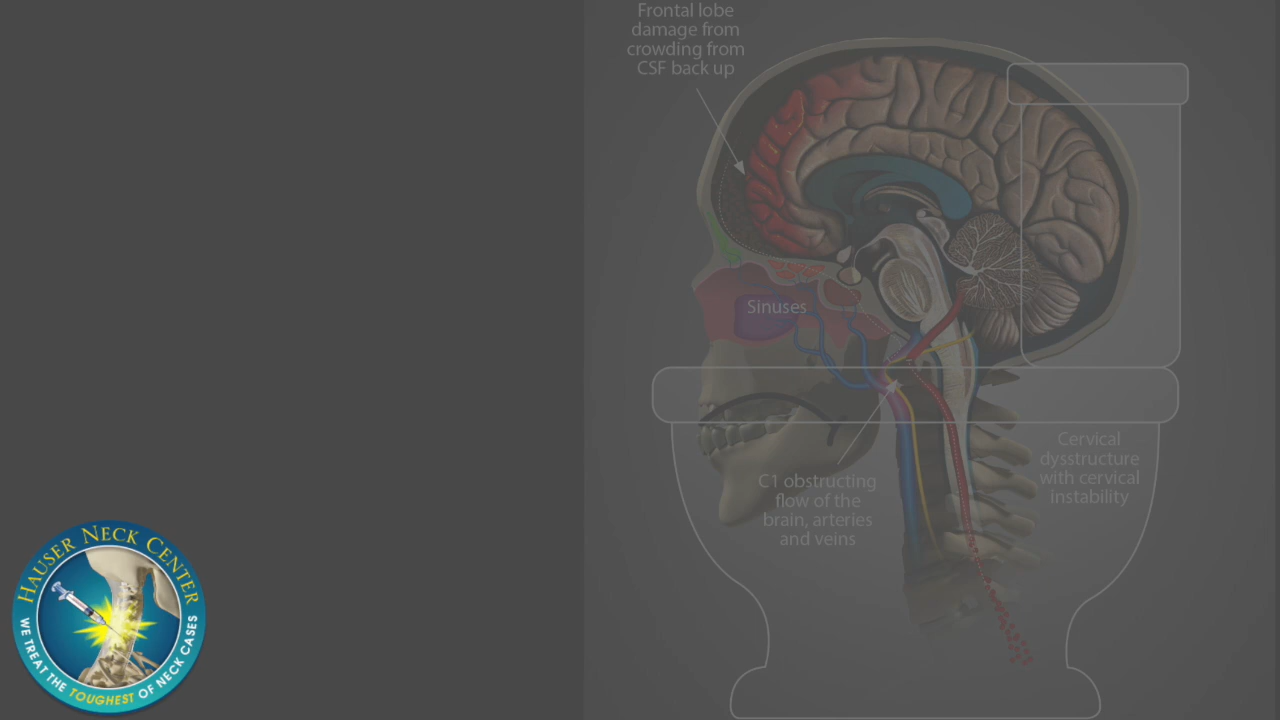 Frontal lobe
damage from
crowding from
CSF back up
Sinuses
Cervical
dysstructure
with cervical
instability
C1 obstructing
flow of the
brain, arteries
and veins
HAUSER NECK CENTER
WE TREAT THE TOUGHEST OF NECK CASES